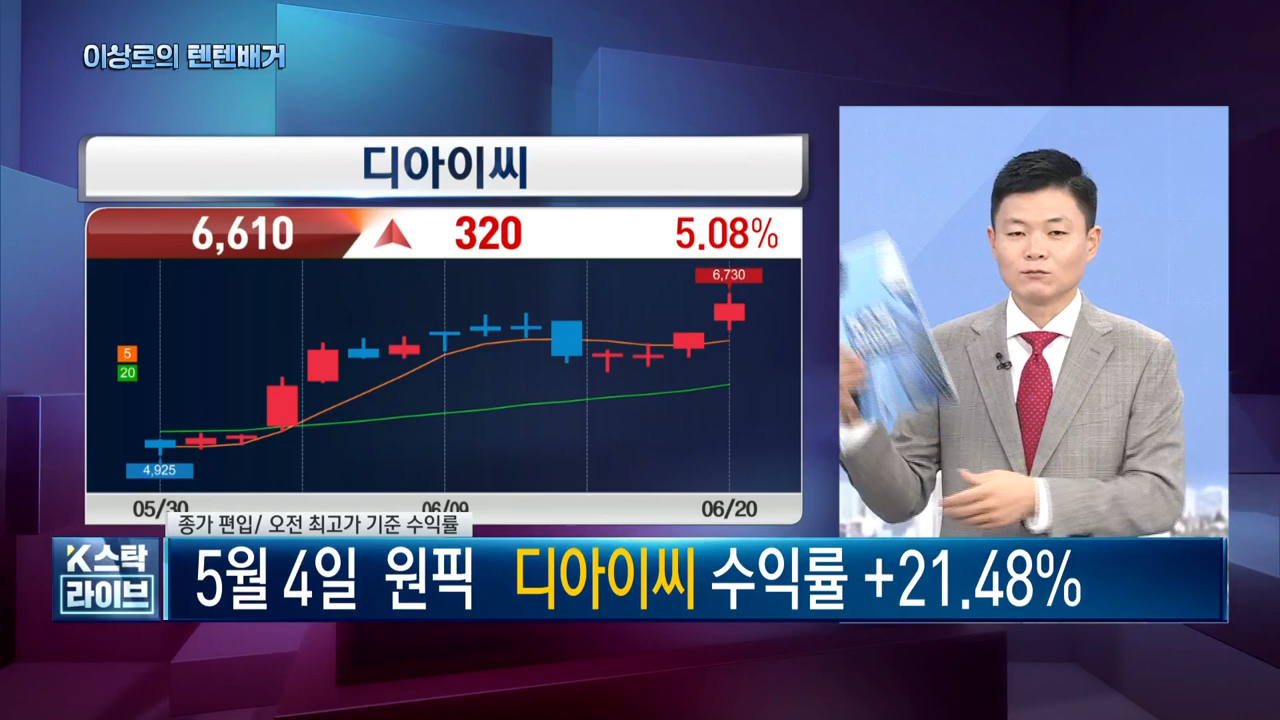 이상로의 텐텐배거
디아이씨
6,610 ▲ 320 5.08%
6,730
5
20
4,925
05/30 06/09 06/20
종가 편입/ 오전 최고가 기준 수익률
K스탁
라이브
5월 4일 원픽 디아이씨 수익률 +21.48%